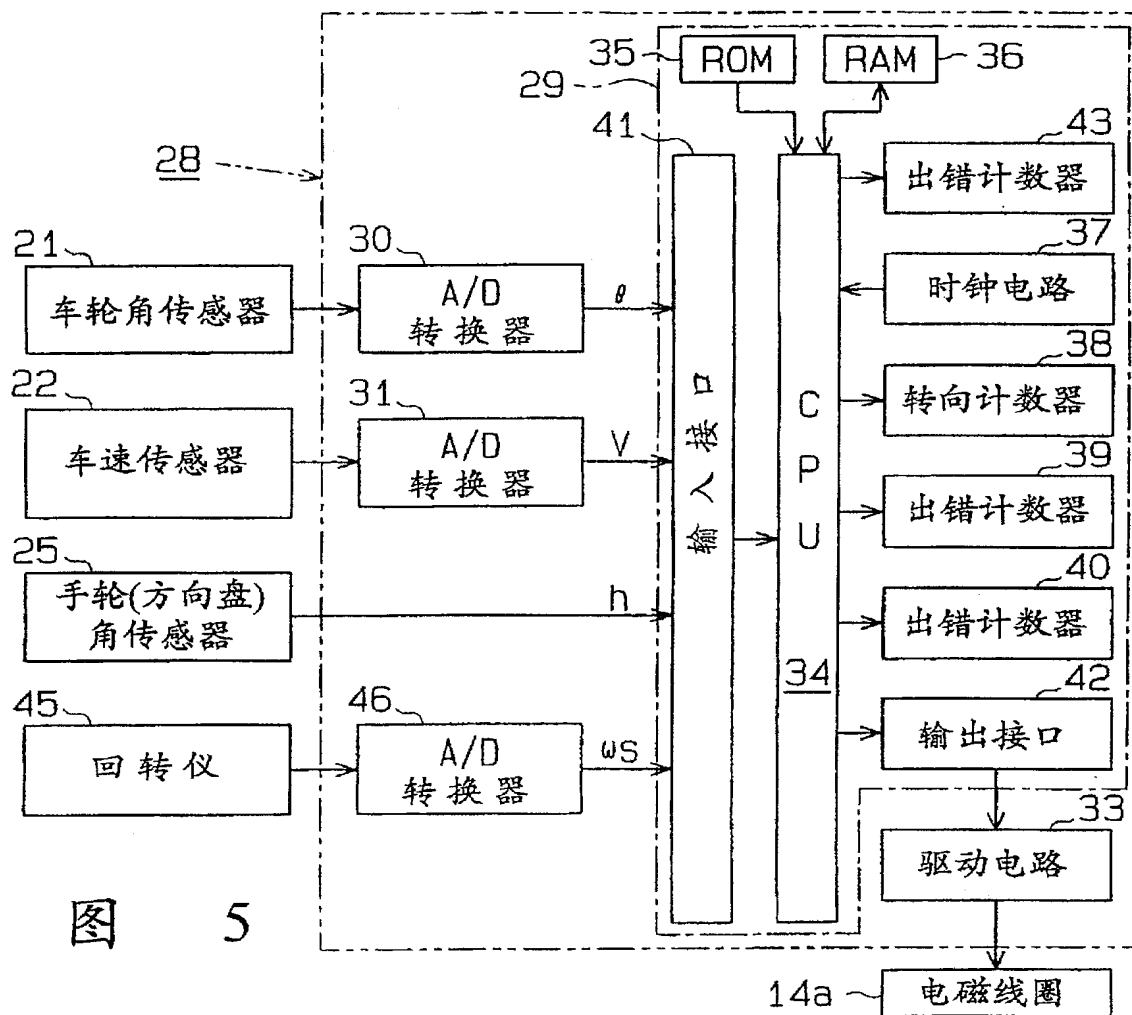 35
ROM
RAM
36
29
41
43
28
出错计数器
21
30
37
车轮角传感器
A/D
转换器
θ
时钟电路
38
22
31
转向计数器
车速传感器
A/D
转换器
V
输入接口
CPU
34
39
出错计数器
25
40
手轮(方向盘)
角传感器
h
出错计数器
45
46
42
回转仪
A/D
转换器
ωs
输出接口
33
驱动电路
图 5
14a
电磁线圈